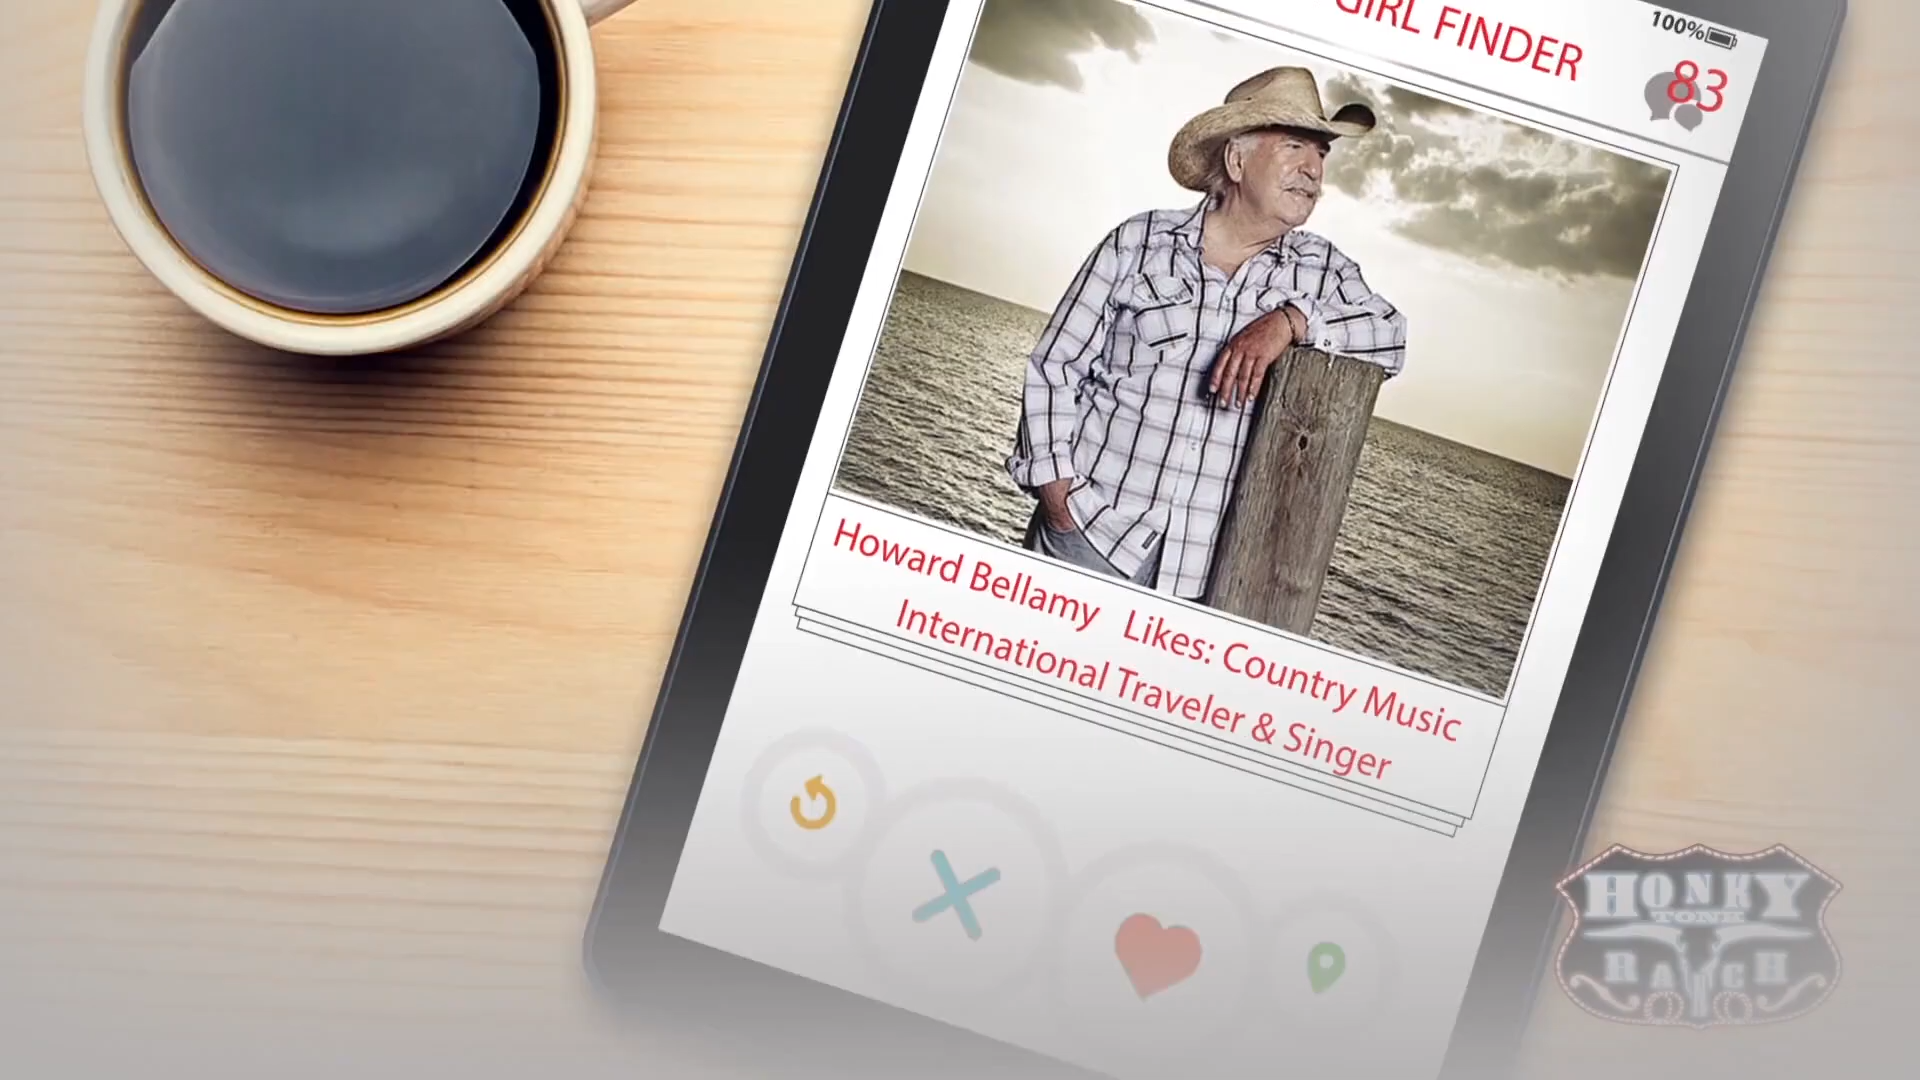 GIRL FINDER
100%
83
Howard Bellamy Likes: Country Music
International Traveler & Singer
HONKY
TONK
RANCH